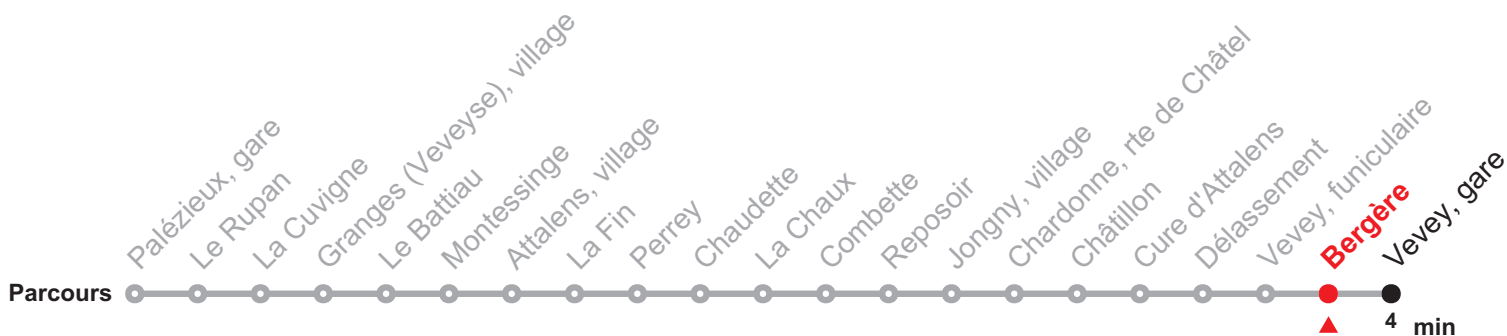 Palézieux, gare
Le Rupan
La Cuvigne
Granges (Veveyse), village
Le Battiau
Montessinge
Attalens, village
La Fin
Perrey
Chaudette
La Chaux
Combette
Reposoir
Jongny, village
Chardonne, rte de Châtel
Châtillon
Cure d'Attalens
Délassement
Vevey, funiculaire
Bergère
Vevey, gare
Parcours
4 min